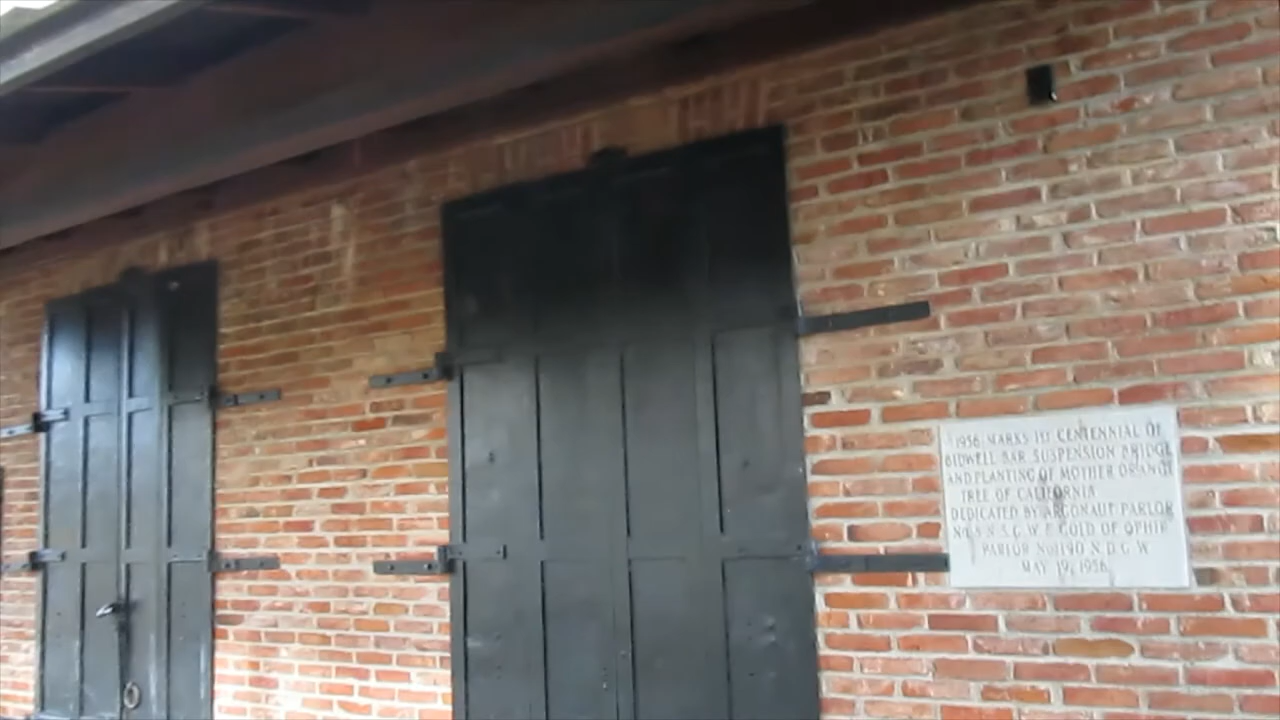 1956 MARKS 1ST CENTENNIAL OF
BIDWELL BAR SUSPENSION BRIDGE
AND PLANTING OF MOTHER ORANGE
TREE OF CALIFORNIA
DEDICATED BY ARGONAUT PARLOR
GOLD OF OPHIR
PARLOR NO. 190 N.D.G.W.
MAY 19, 1956.